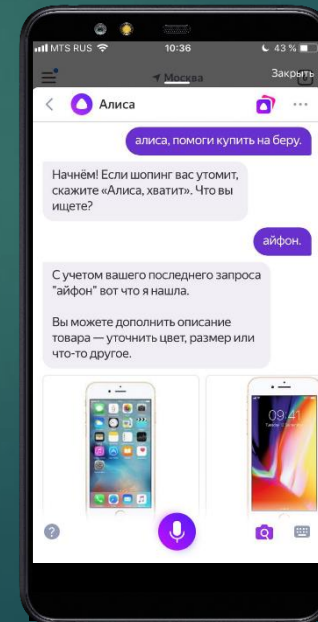 MTS RUS 10:36 43 %
Москва Закрыть
Алиса
алиса, помоги купить на беру.
Начнём! Если шопинг вас утомит,
скажите «Алиса, хватит». Что вы
ищете?
айфон.
С учетом вашего последнего запроса
"айфон" вот что я нашла.
Вы можете дополнить описание
товара — уточнить цвет, размер или
что-то другое.
09:41